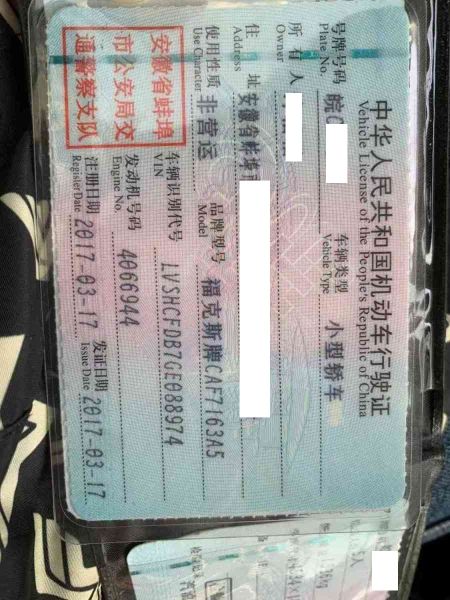 中华人民共和国机动车行驶证
Vehicle License of the People's Republic of China
号牌号码 皖C 车辆类型 小型轿车
Plate No. Vehicle Type
所有人
Owner
住址 安徽省蚌埠
Address
使用性质 非营运 品牌型号 福克斯牌CAF7163A5
Use Character Model
安徽省蚌埠
市公安局交
通警察支队
车辆识别代号 LVSHCFDB7GE088974
VIN
发动机号码 4066944
Engine No.
注册日期 2017-03-17 发证日期 2017-03-17
Register Date Issue Date